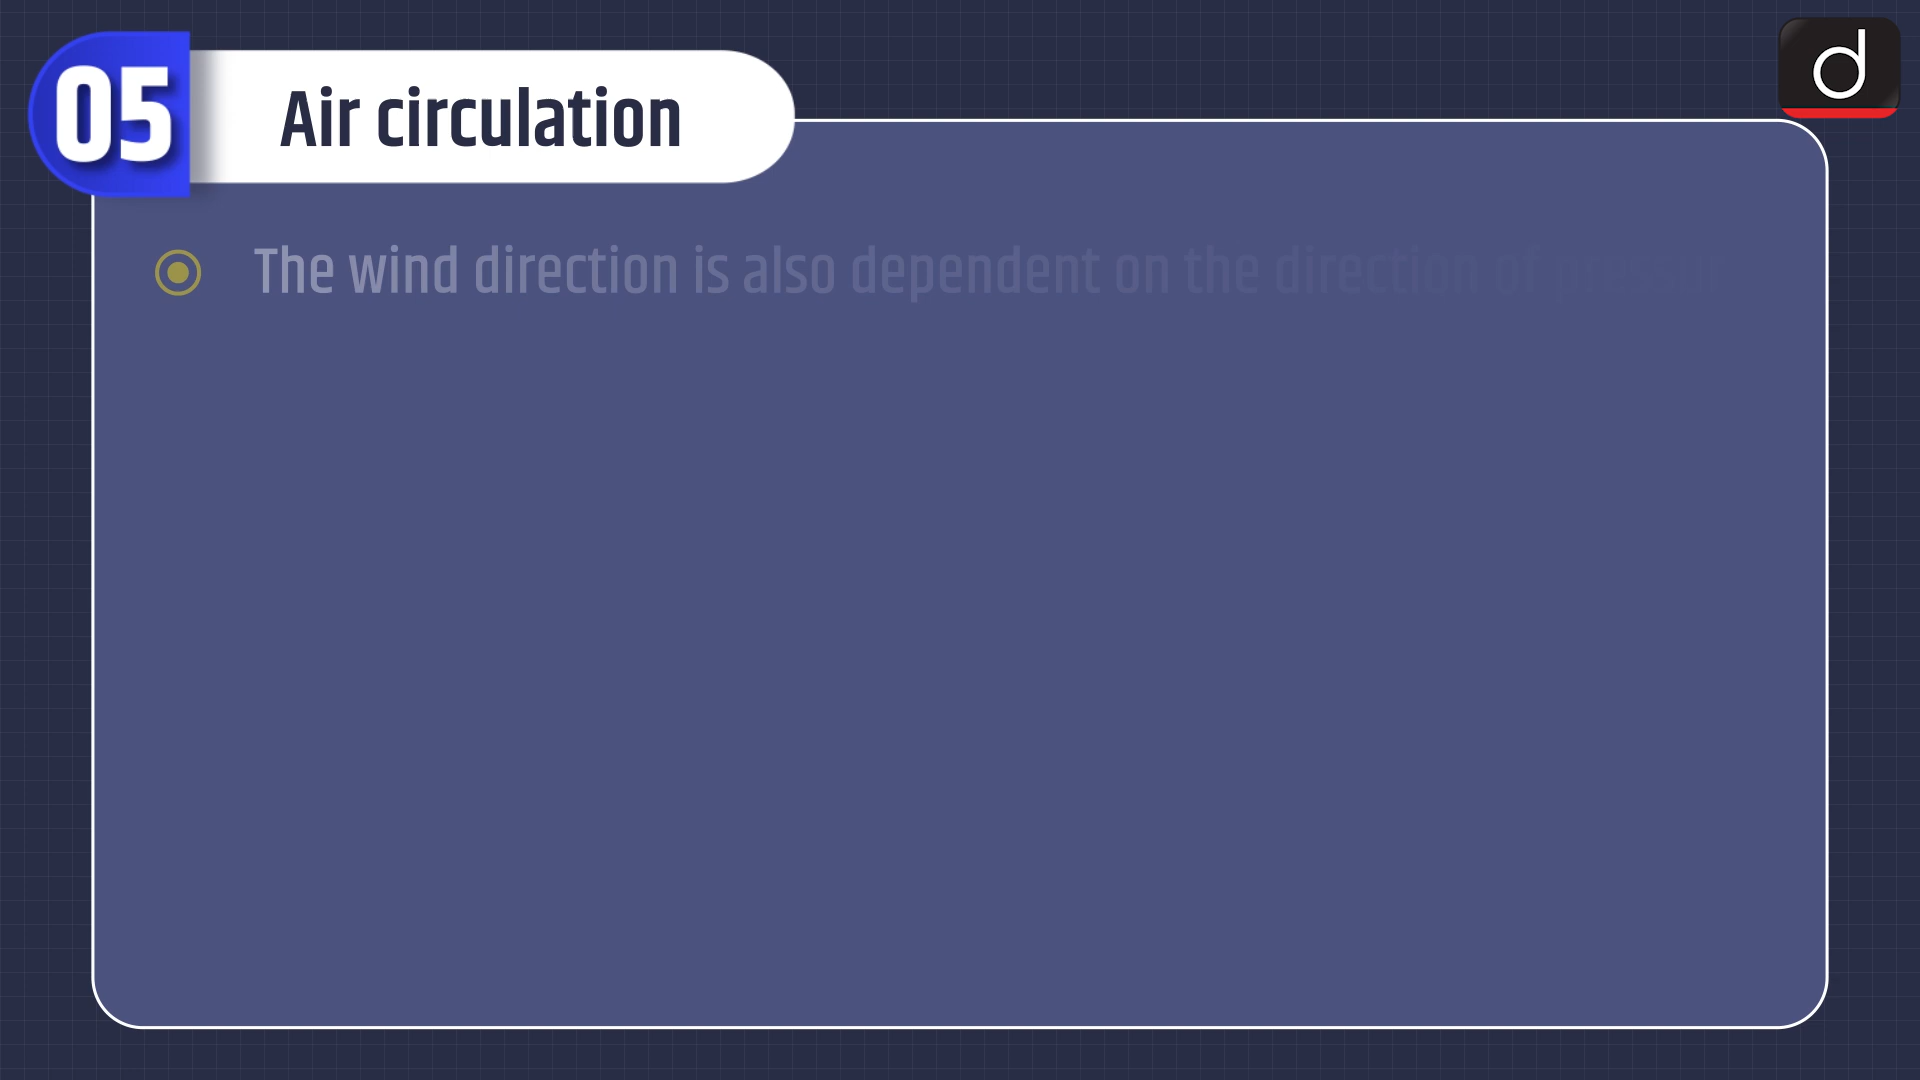 05
Air circulation
d
The wind direction is also dependent on the direction of